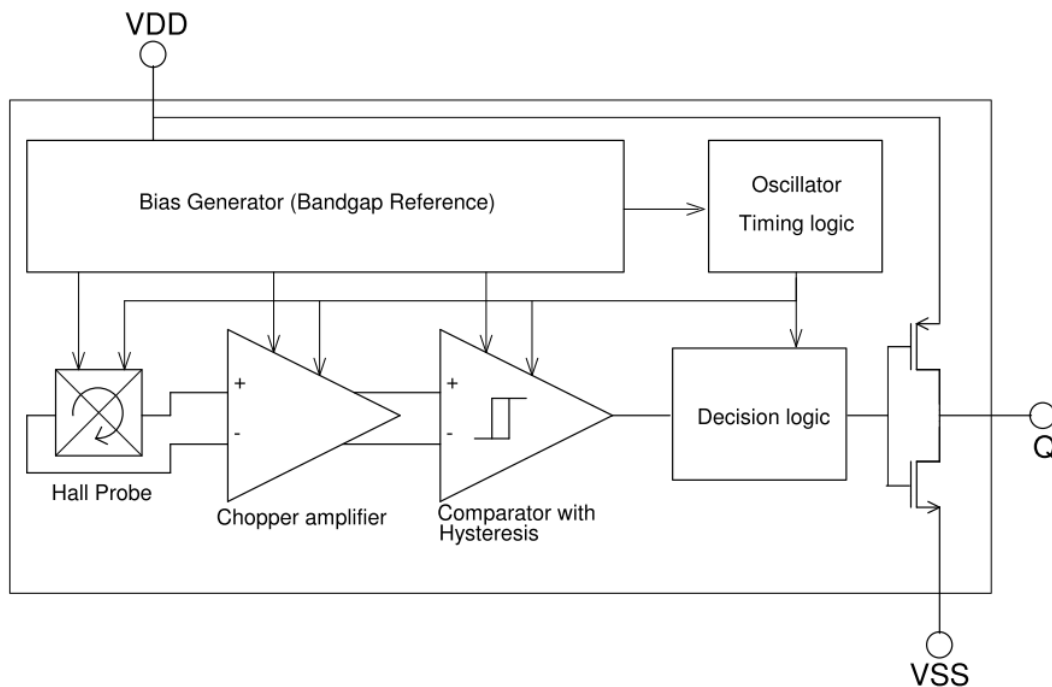 VDD
Bias Generator (Bandgap Reference)
Oscillator
Timing logic
+
-
+
-
Decision logic
Q
Hall Probe
Chopper amplifier
Comparator with
Hysteresis
VSS